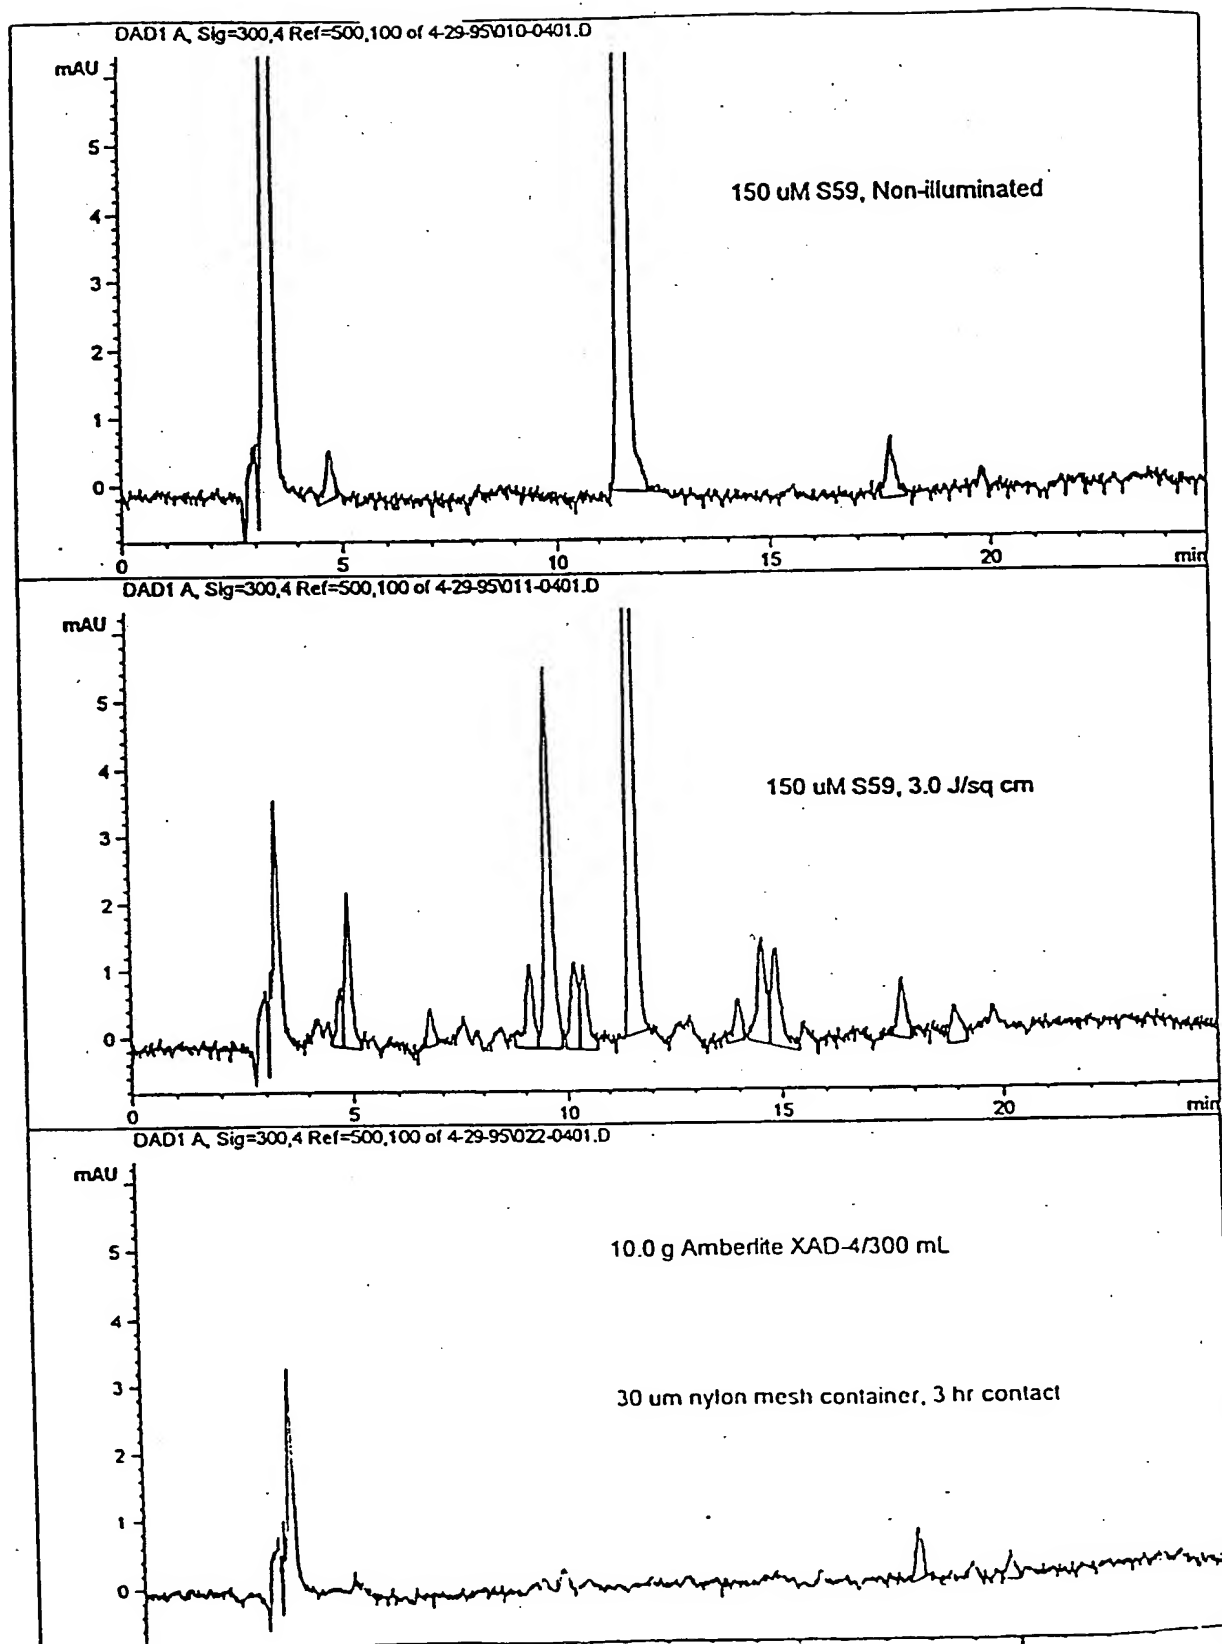 DAD1 A, Sig=300,4 Ref=500,100 of 4-29-95\010-0401.D
mAU
5
4
3
2
1
0
150 uM S59, Non-illuminated
0 5 10 15 20 min
DAD1 A, Sig=300,4 Ref=500,100 of 4-29-95\011-0401.D
mAU
5
4
3
2
1
0
150 uM S59, 3.0 J/sq cm
0 5 10 15 20 min
DAD1 A, Sig=300,4 Ref=500,100 of 4-29-95\022-0401.D
mAU
5
4
3
2
1
0
10.0 g Amberlite XAD-4/300 mL
30 um nylon mesh container, 3 hr contact